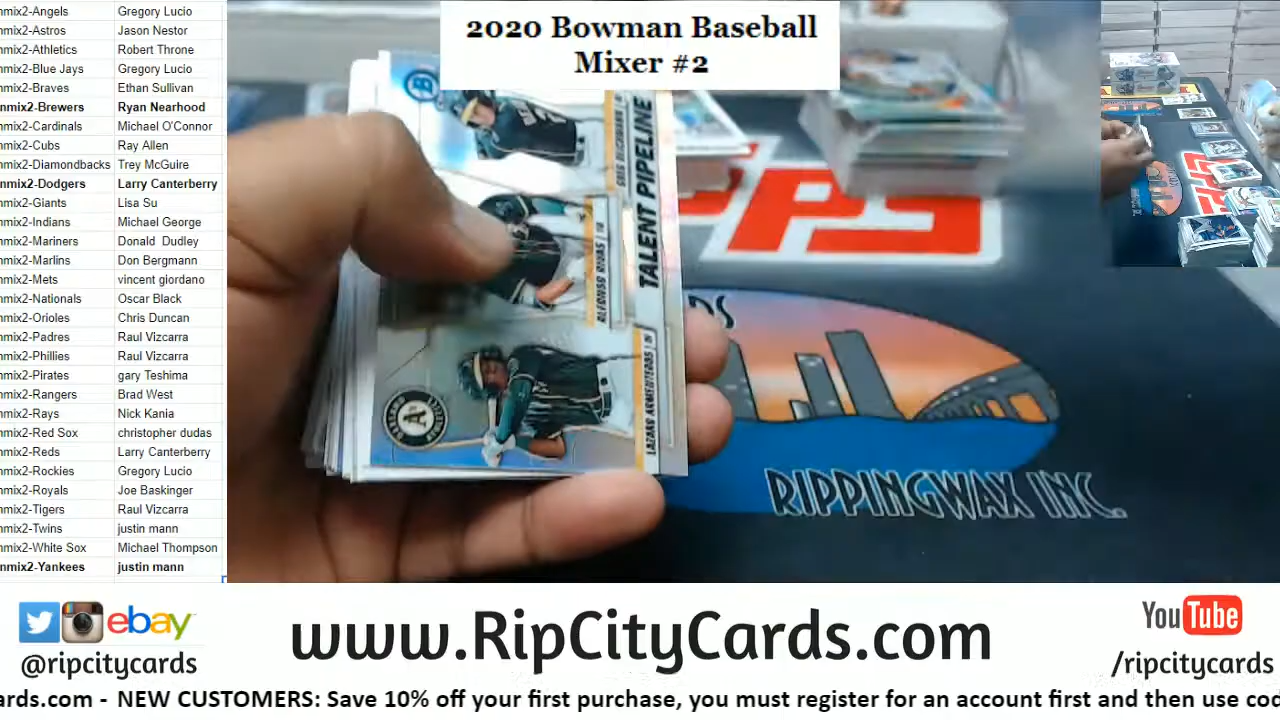 2020 Bowman Baseball
Mixer #2
nmix2-Angels Gregory Lucio
nmix2-Astros Jason Nestor
nmix2-Athletics Robert Throne
nmix2-Blue Jays Gregory Lucio
nmix2-Braves Ethan Sullivan
nmix2-Brewers Ryan Nearhood
nmix2-Cardinals Michael O'Connor
nmix2-Cubs Ray Allen
nmix2-Diamondbacks Trey McGuire
nmix2-Dodgers Larry Canterberry
nmix2-Giants Lisa Su
nmix2-Indians Michael George
nmix2-Mariners Donald Dudley
nmix2-Marlins Don Bergmann
nmix2-Mets vincent giordano
nmix2-Nationals Oscar Black
nmix2-Orioles Chris Duncan
nmix2-Padres Raul Vizcarra
nmix2-Phillies Raul Vizcarra
nmix2-Pirates gary Teshima
nmix2-Rangers Brad West
nmix2-Rays Nick Kania
nmix2-Red Sox christopher dudas
nmix2-Reds Larry Canterberry
nmix2-Rockies Gregory Lucio
nmix2-Royals Joe Baskinger
nmix2-Tigers Raul Vizcarra
nmix2-Twins justin mann
nmix2-White Sox Michael Thompson
nmix2-Yankees justin mann
TALENT PIPELINE
ALFONSO RIVAS | 1B
LAZARO ARMENTEROS | OF
A's
PPS
RDS
RIPPINGWAX INC.
ebay
@ripcitycards
www.RipCityCards.com
YouTube
/ripcitycards
ards.com - NEW CUSTOMERS: Save 10% off your first purchase, you must register for an account first and then use cod